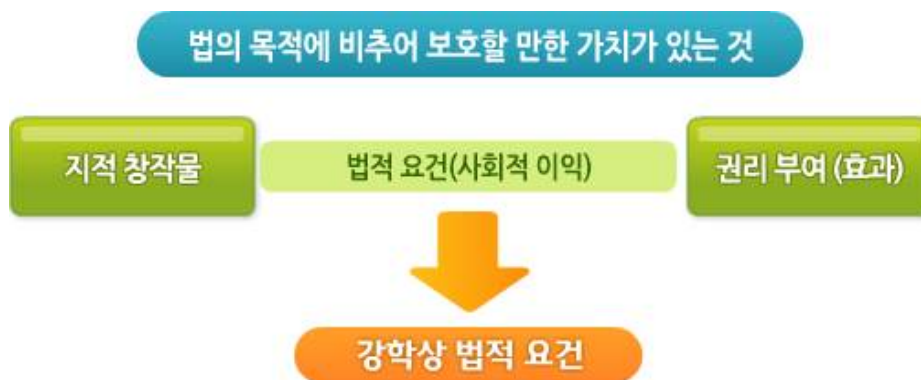 법의 목적에 비추어 보호할 만한 가치가 있는 것
지적 창작물
법적 요건(사회적 이익)
권리 부여 (효과)
강학상 법적 요건